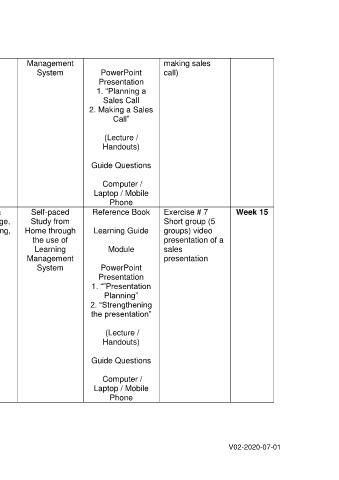 Management
System
PowerPoint
Presentation
1. "Planning a
Sales Call
2. Making a Sales
Call"
(Lecture /
Handouts)
Guide Questions
Computer /
Laptop / Mobile
Phone
making sales
call)
ge,
ng,
Self-paced
Study from
Home through
the use of
Learning
Management
System
Reference Book
Learning Guide
Module
PowerPoint
Presentation
1. ""Presentation
Planning"
2. "Strengthening
the presentation"
(Lecture /
Handouts)
Guide Questions
Computer /
Laptop / Mobile
Phone
Exercise # 7
Short group (5
groups) video
presentation of a
sales
presentation
Week 15
V02-2020-07-01